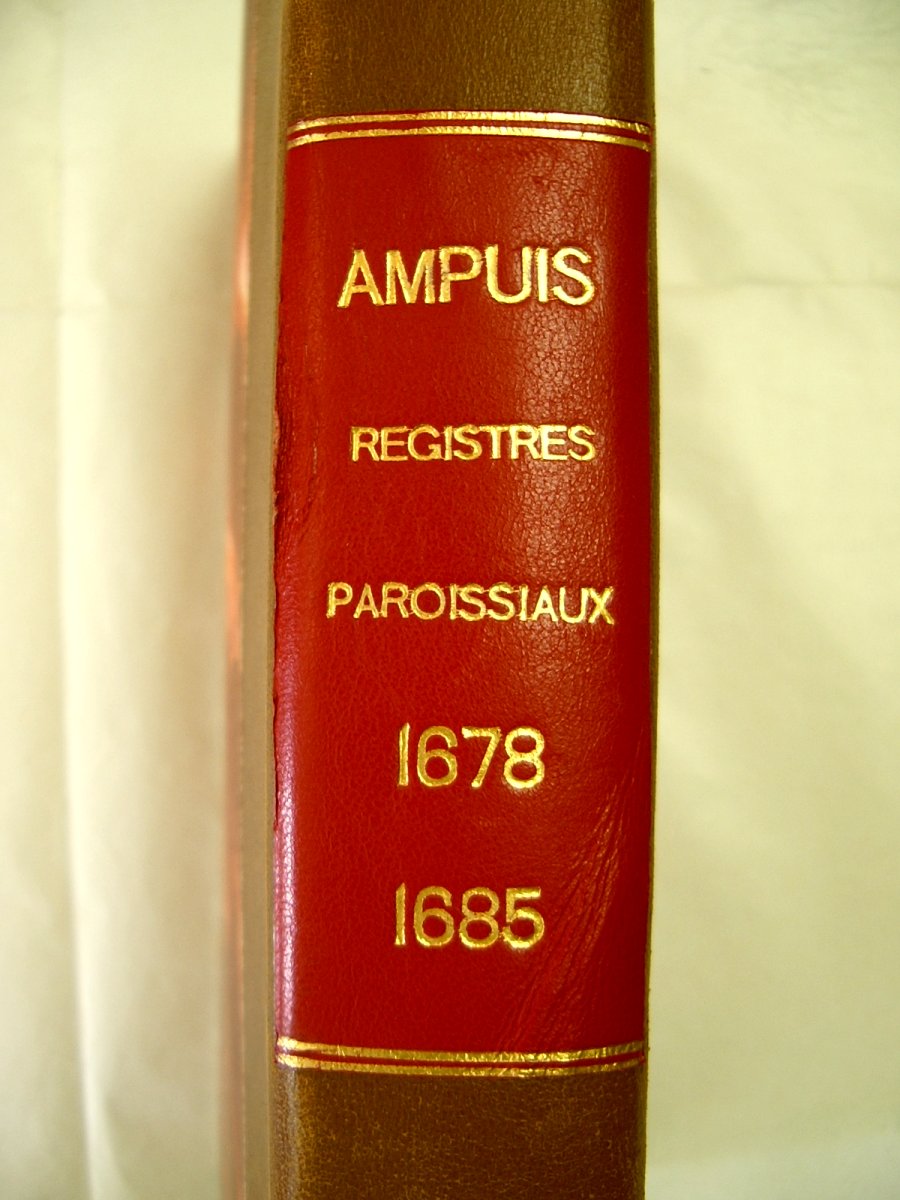 AMPUIS
REGISTRES
PAROISSIAUX
1678
1685